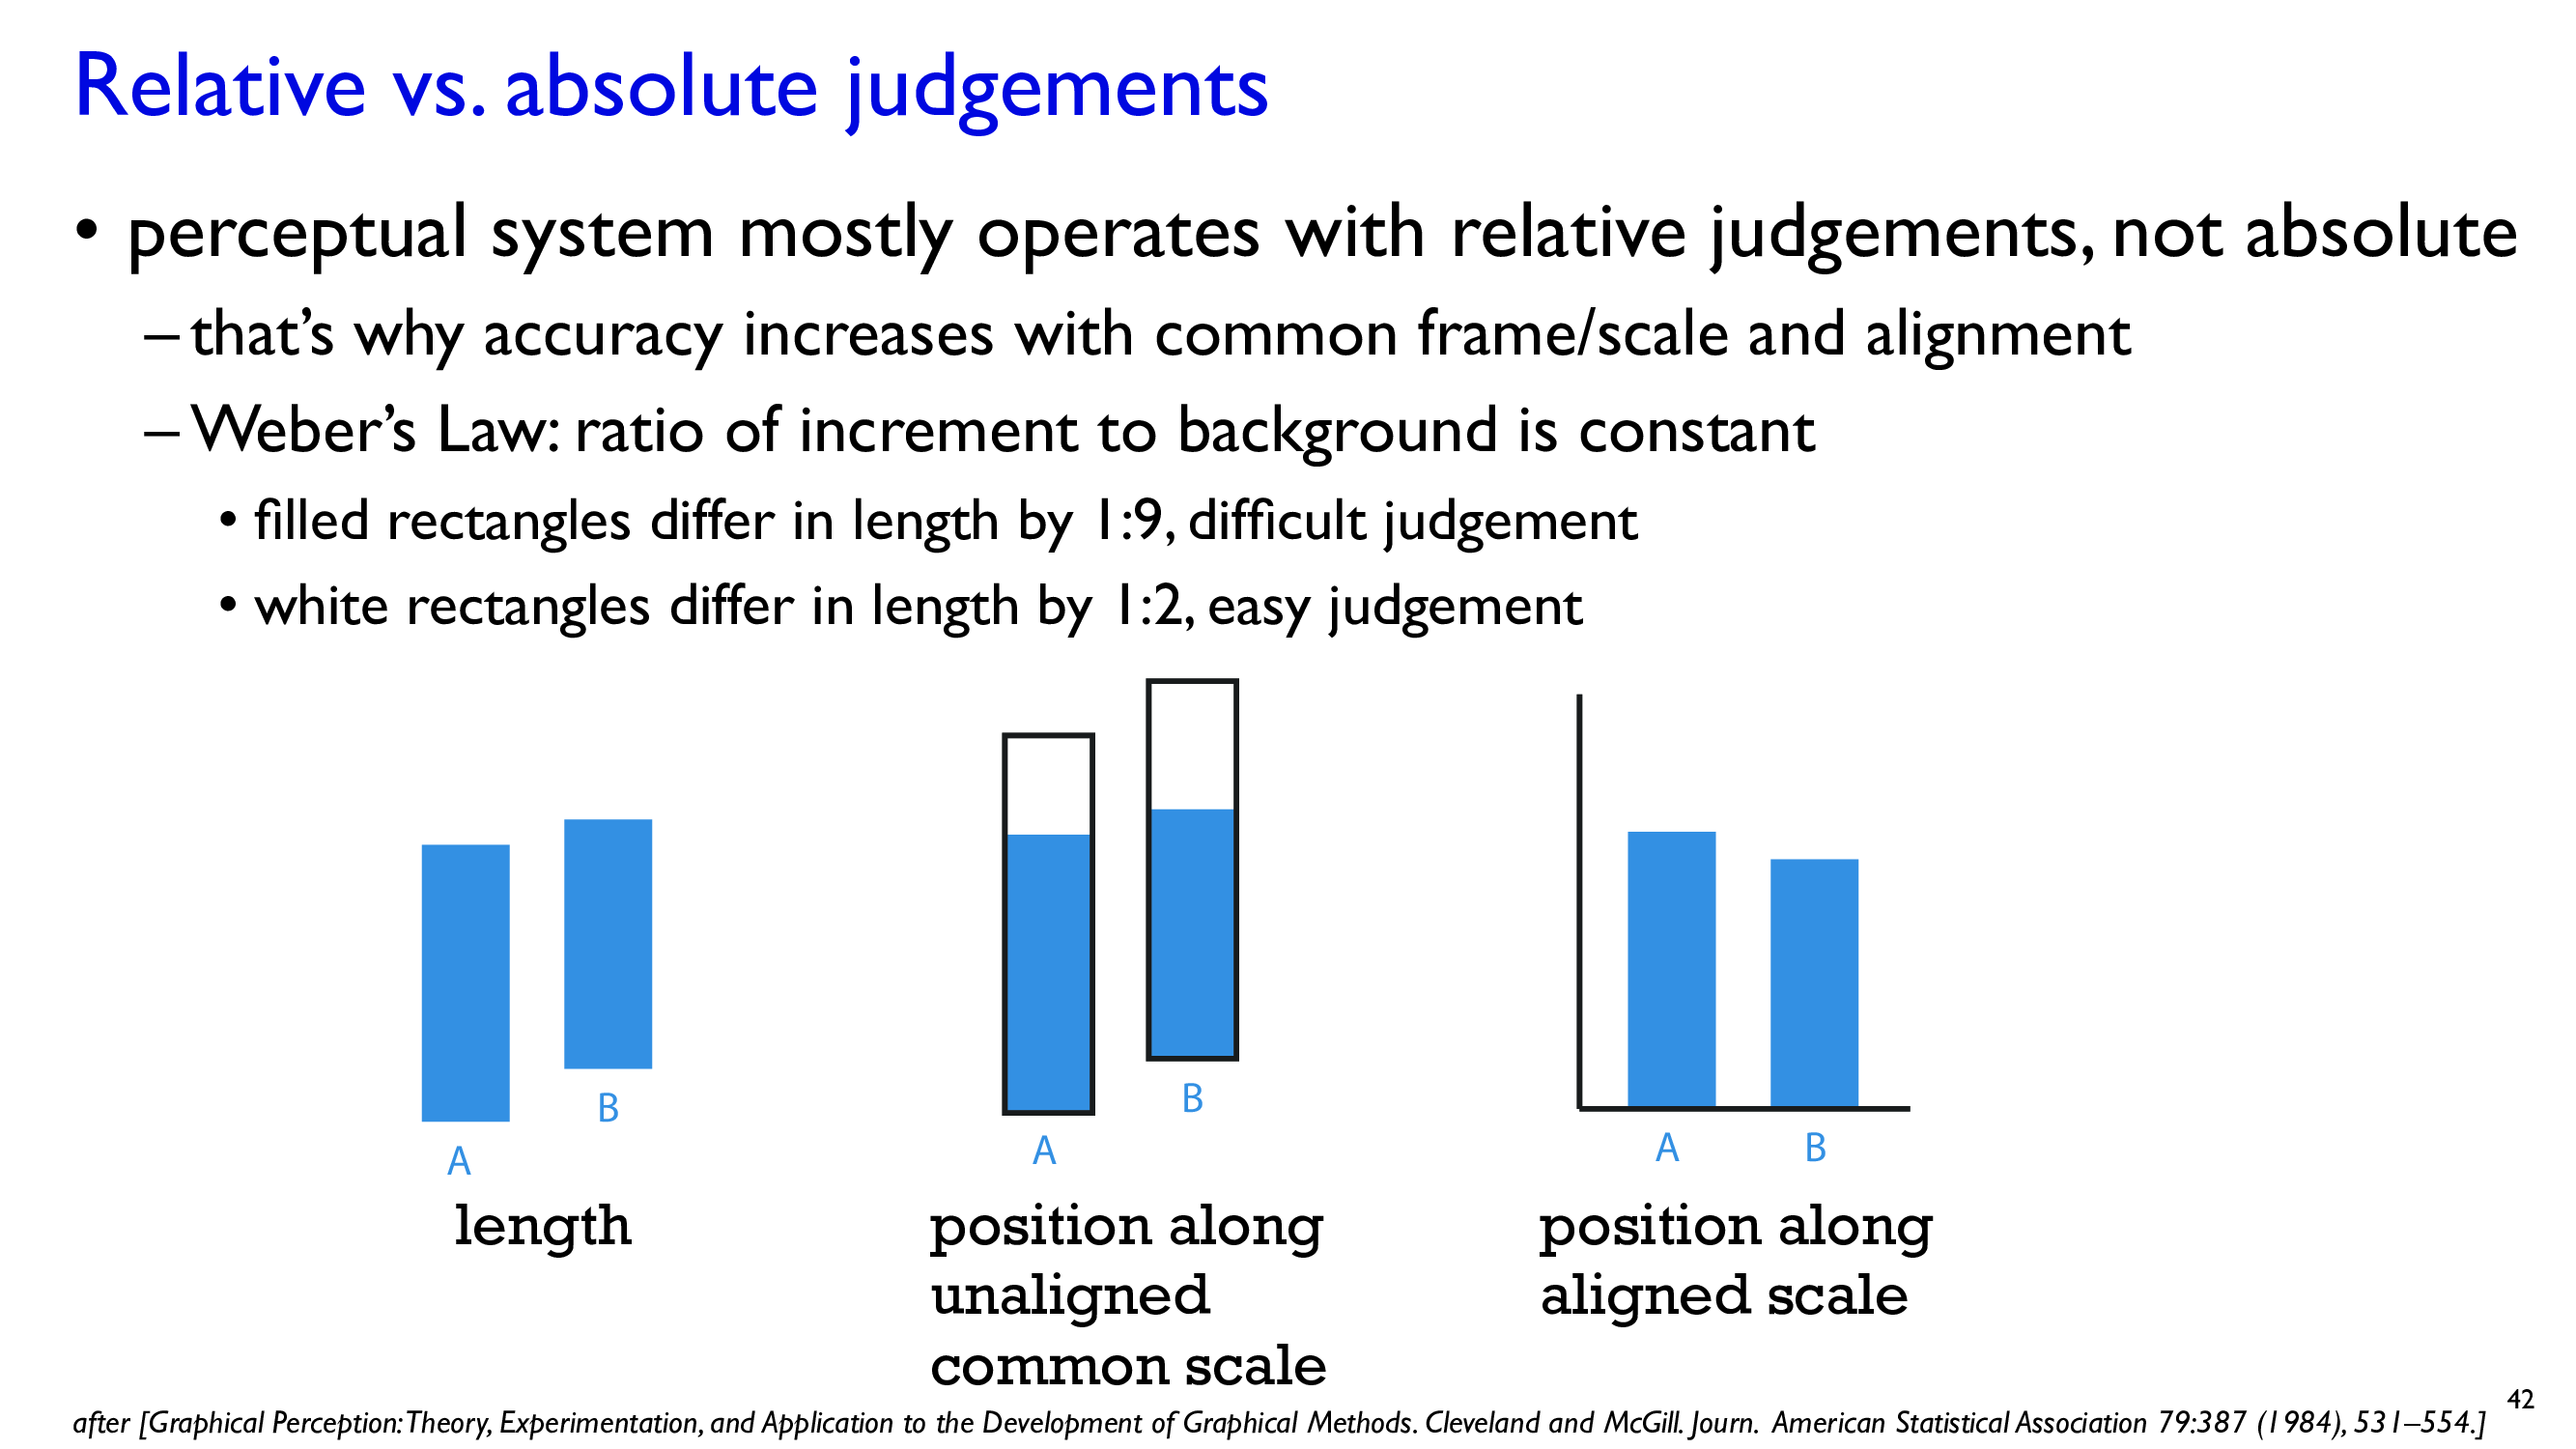 Relative vs. absolute judgements
• perceptual system mostly operates with relative judgements, not absolute
– that’s why accuracy increases with common frame/scale and alignment
– Weber’s Law: ratio of increment to background is constant
• filled rectangles differ in length by 1:9, difficult judgement
• white rectangles differ in length by 1:2, easy judgement
A
B
length
A
B
position along
unaligned
common scale
A
B
position along
aligned scale
after [Graphical Perception: Theory, Experimentation, and Application to the Development of Graphical Methods. Cleveland and McGill. Journ. American Statistical Association 79:387 (1984), 531–554.]
42